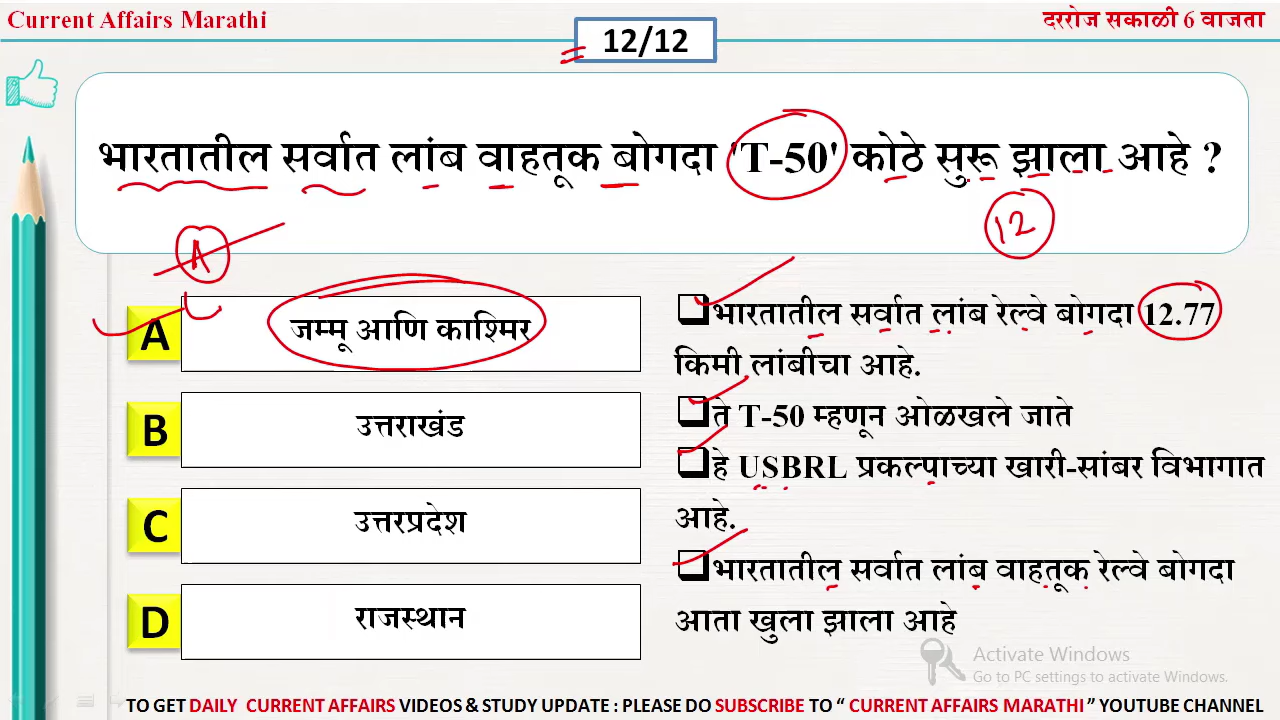 Current Affairs Marathi
दररोज सकाळी 6 वाजता
12/12
भारतातील सर्वात लांब वाहतूक बोगदा 'T-50' कोठे सुरू झाला आहे ?
12
A
A
जम्मू आणि काश्मिर
B
उत्तराखंड
C
उत्तरप्रदेश
D
राजस्थान
भारतातील सर्वात लांब रेल्वे बोगदा 12.77
किमी लांबीचा आहे.
ते T-50 म्हणून ओळखले जाते
हे USBRL प्रकल्पाच्या खारी-सांबर विभागात
आहे.
भारतातील सर्वात लांब वाहतूक रेल्वे बोगदा
आता खुला झाला आहे
Activate Windows
Go to PC settings to activate Windows.
TO GET DAILY CURRENT AFFAIRS VIDEOS & STUDY UPDATE : PLEASE DO SUBSCRIBE TO “ CURRENT AFFAIRS MARATHI ” YOUTUBE CHANNEL